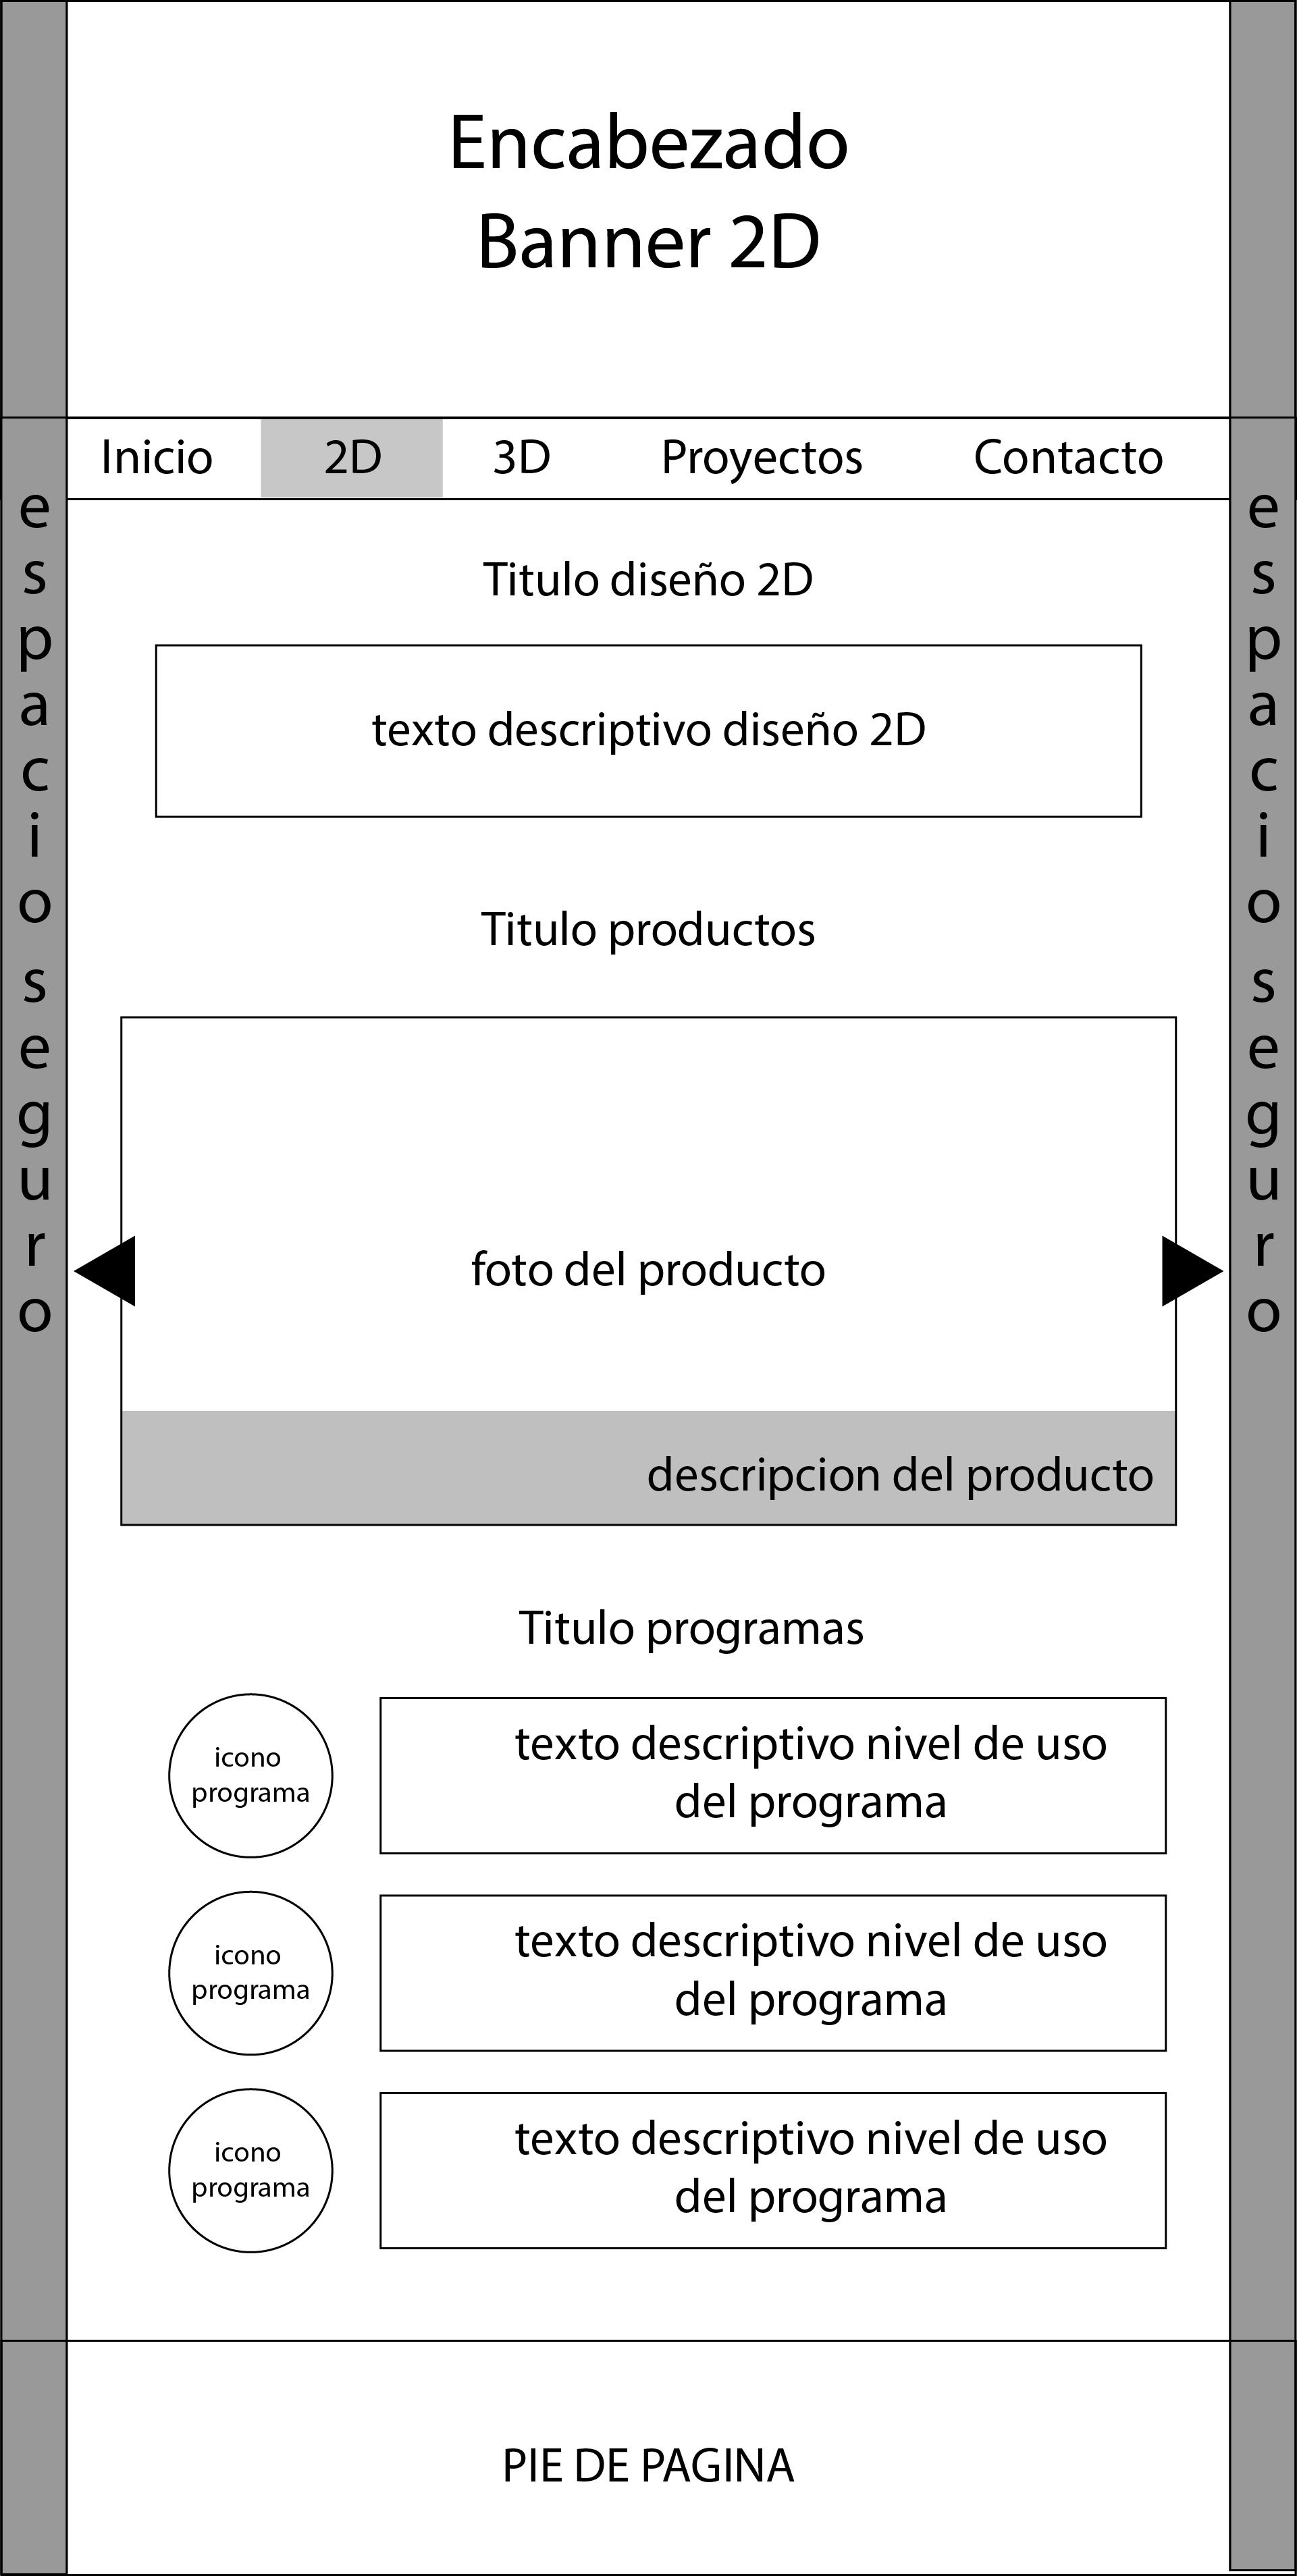 Encabezado
Banner 2D
Inicio 2D 3D Proyectos Contacto
espacio seguro
espacio seguro
Titulo diseño 2D
texto descriptivo diseño 2D
Titulo productos
foto del producto
descripcion del producto
Titulo programas
icono
programa
texto descriptivo nivel de uso
del programa
icono
programa
texto descriptivo nivel de uso
del programa
icono
programa
texto descriptivo nivel de uso
del programa
PIE DE PAGINA